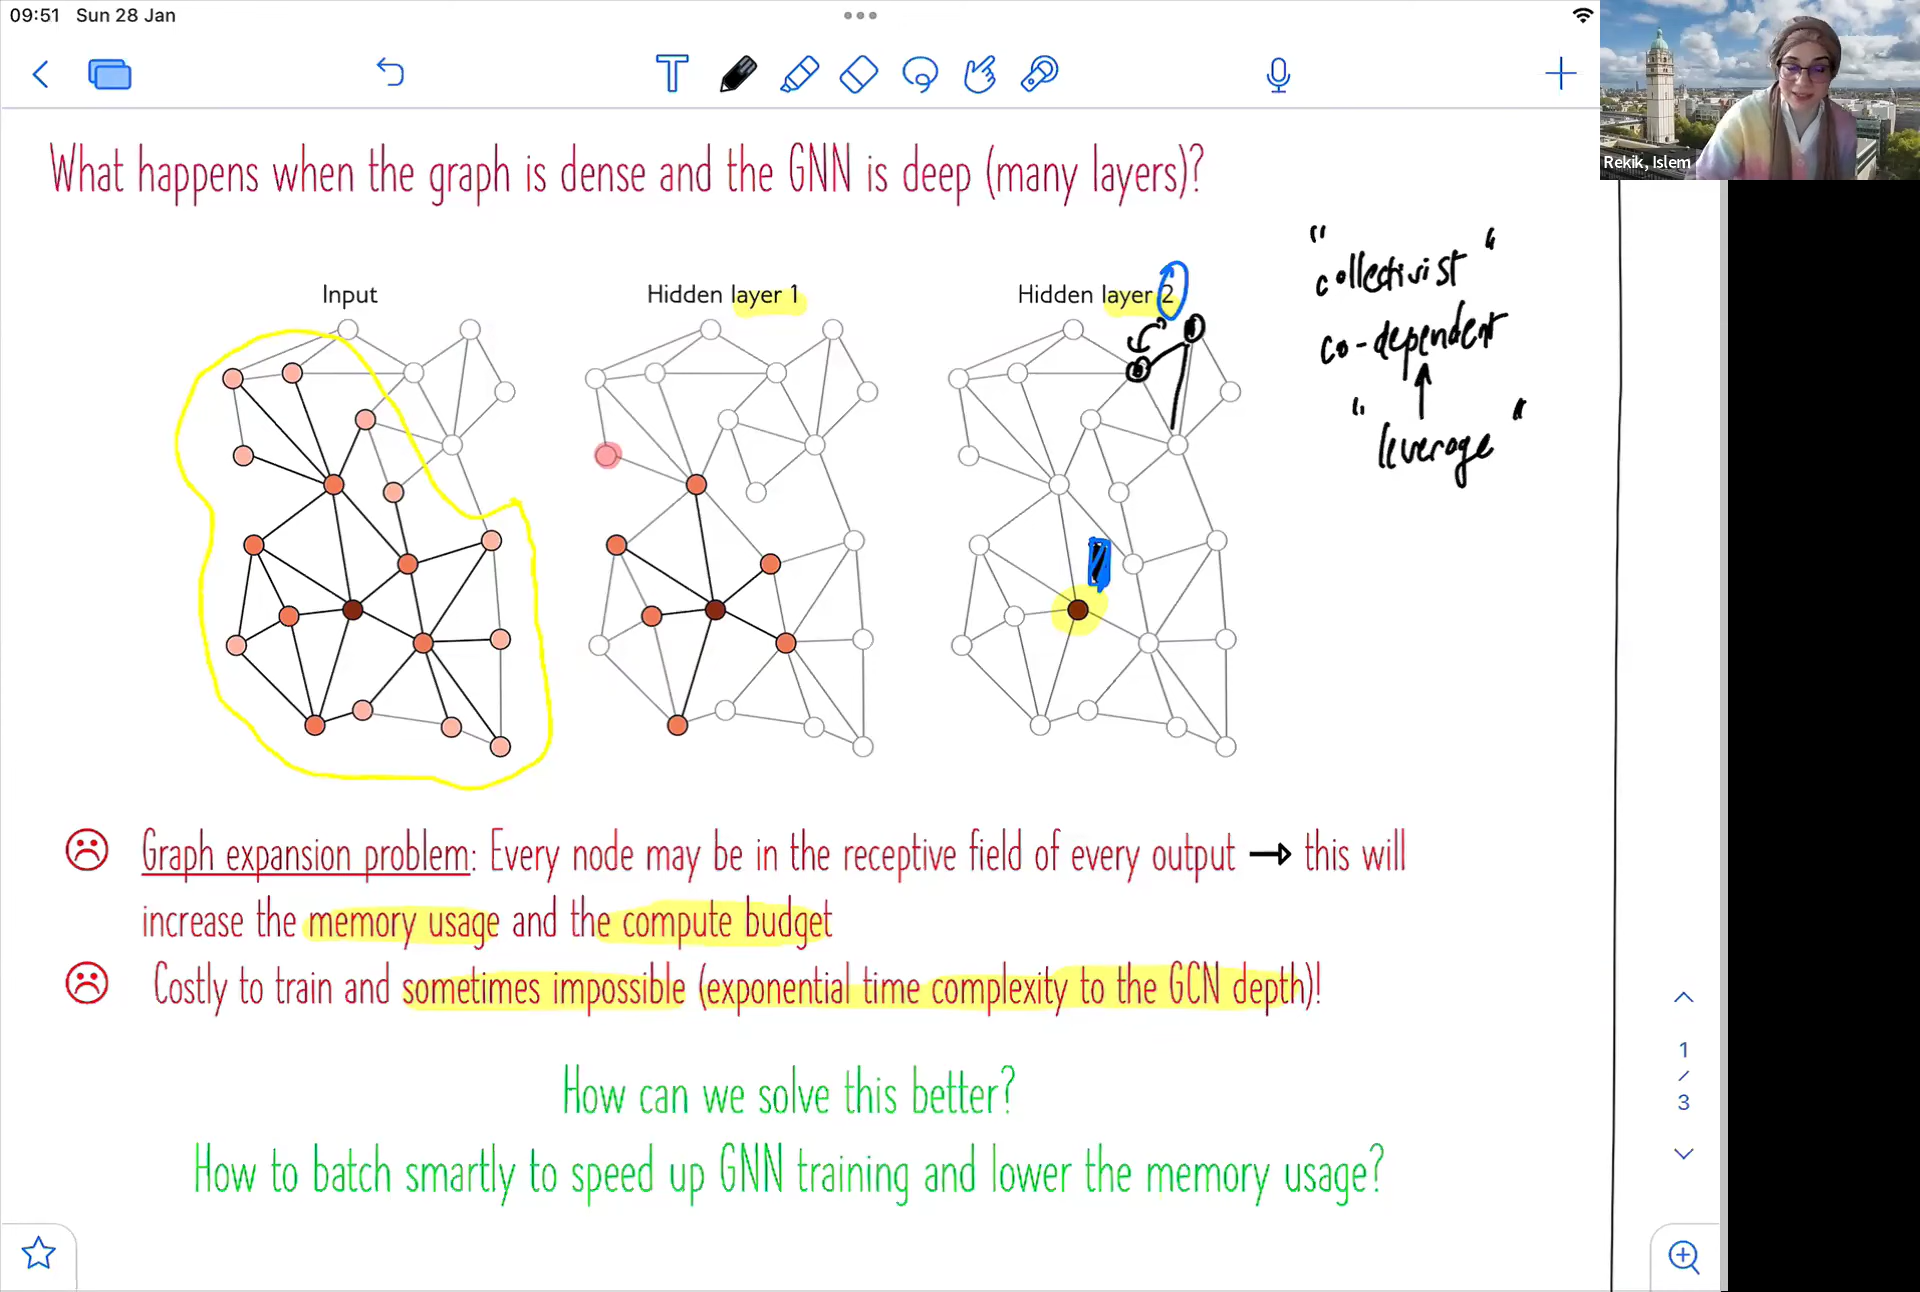 09:51 Sun 28 Jan
Rekik, Islem
What happens when the graph is dense and the GNN is deep (many layers)?
Input
Hidden layer 1
Hidden layer 2
"collectivist"
co-dependent
"leverage"
Graph expansion problem: Every node may be in the receptive field of every output → this will
increase the memory usage and the compute budget
Costly to train and sometimes impossible (exponential time complexity to the GCN depth)!
How can we solve this better?
How to batch smartly to speed up GNN training and lower the memory usage?
1
/
3